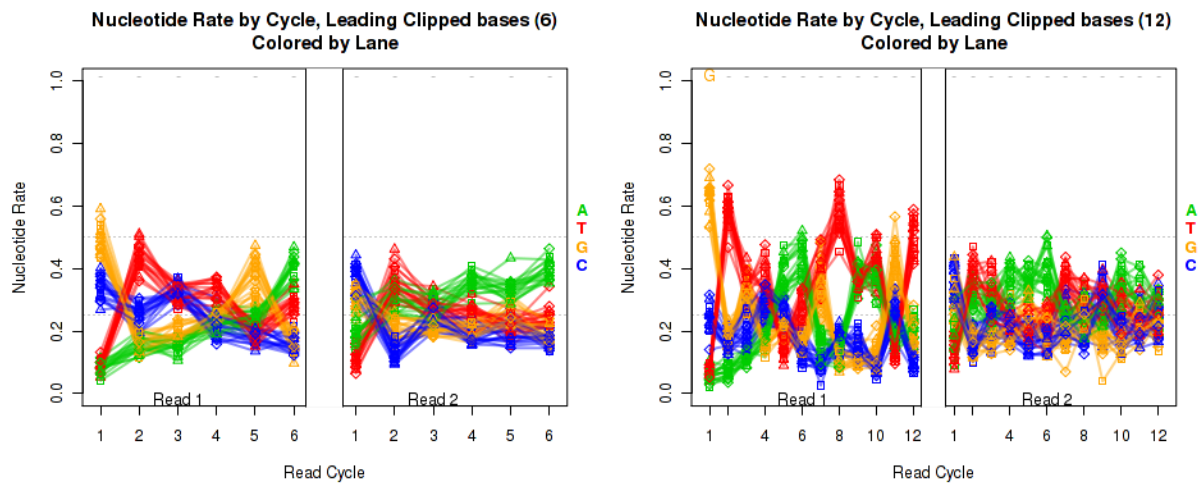 Nucleotide Rate by Cycle, Leading Clipped bases (6)
Colored by Lane
Nucleotide Rate
1.0
0.8
0.6
0.4
0.2
0.0
Read 1
Read 2
1 2 3 4 5 6
1 2 3 4 5 6
Read Cycle
A
T
G
C
Nucleotide Rate by Cycle, Leading Clipped bases (12)
Colored by Lane
Nucleotide Rate
1.0
0.8
0.6
0.4
0.2
0.0
G
Read 1
Read 2
1 4 6 8 10 12
1 4 6 8 10 12
Read Cycle
A
T
G
C